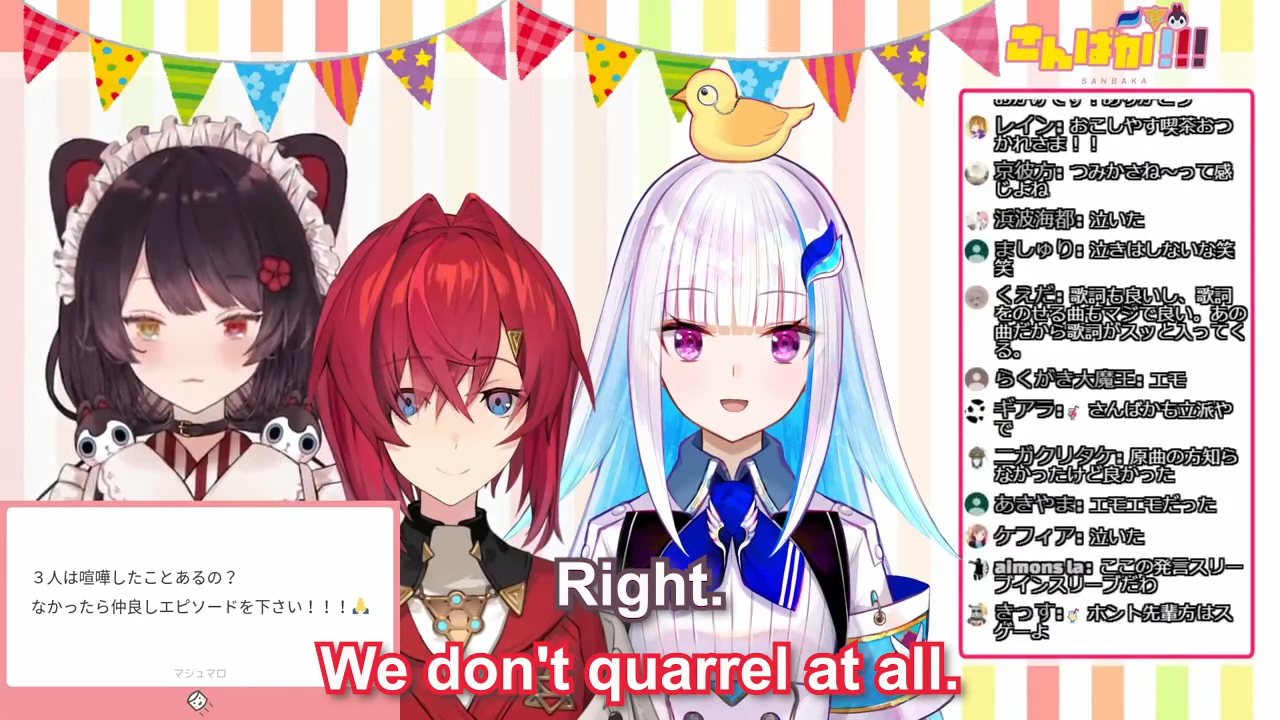 さんばか!!!
SANBAKA
レイン: おこしやす喫茶おつ
かれさま！！
京彼方: つみかさね～って感
じよね
浜波海都: 泣いた
ましゅり: 泣きはしないな笑
笑
くえだ: 歌詞も良いし、歌詞
をのせる曲もマジで良い。あの
曲だから歌詞がスッと入ってく
る。
らくがき大魔王: エモ
ギアラ: さんばかも立派や
で
ニガクリタケ: 原曲の方知ら
なかったけど良かった
あきやま: エモエモだった
ケフィア: 泣いた
aimonsta: ここの発言スリー
ブインスリーブだわ
きっす: ホント先輩方はス
ゲーよ
３人は喧嘩したことあるの？
なかったら仲良しエピソードを下さい！！！🙏
マシュマロ
Right.
We don't quarrel at all.